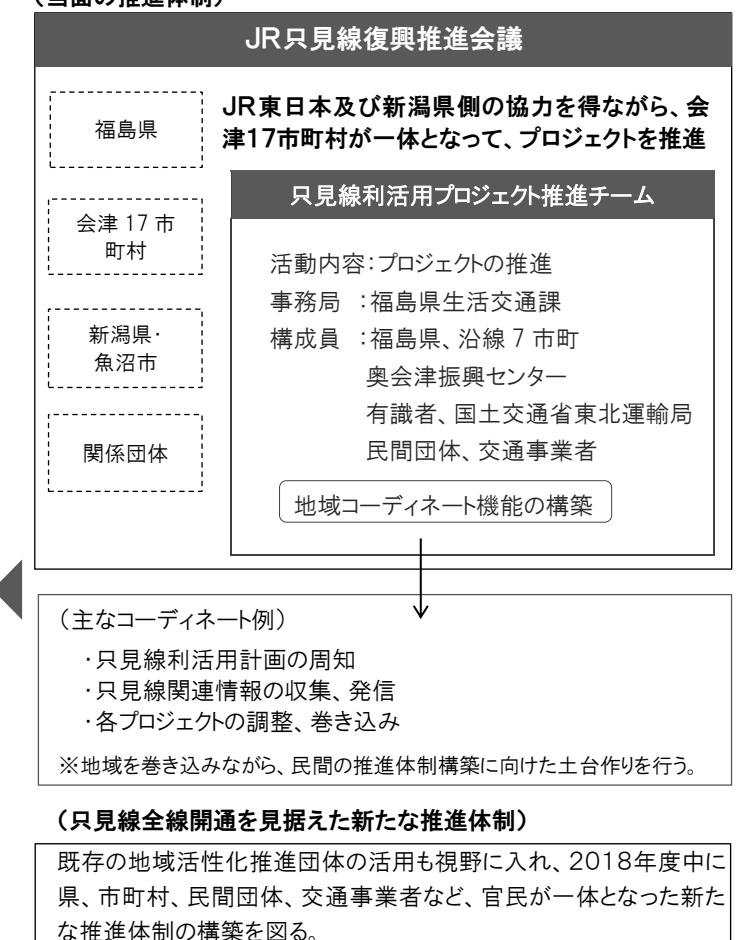 （当面の推進体制）
JR只見線復興推進会議
福島県
会津 17 市
町村
新潟県・
魚沼市
関係団体
JR東日本及び新潟県側の協力を得ながら、会
津17市町村が一体となって、プロジェクトを推進
只見線利活用プロジェクト推進チーム
活動内容：プロジェクトの推進
事務局　：福島県生活交通課
構成員　：福島県、沿線 7 市町
奥会津振興センター
有識者、国土交通省東北運輸局
民間団体、交通事業者
地域コーディネート機能の構築
（主なコーディネート例）
・只見線利活用計画の周知
・只見線関連情報の収集、発信
・各プロジェクトの調整、巻き込み
※地域を巻き込みながら、民間の推進体制構築に向けた土台作りを行う。
（只見線全線開通を見据えた新たな推進体制）
既存の地域活性化推進団体の活用も視野に入れ、2018年度中に
県、市町村、民間団体、交通事業者など、官民が一体となった新た
な推進体制の構築を図る。